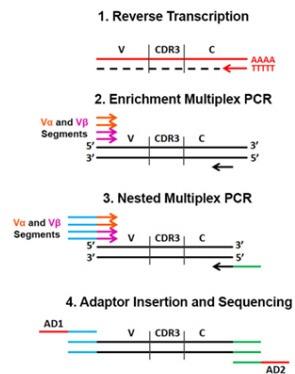 1. Reverse Transcription
V CDR3 C
AAAA
TTTTT
2. Enrichment Multiplex PCR
Vα and Vβ
Segments
V CDR3 C
5' 3'
3' 5'
3. Nested Multiplex PCR
Vα and Vβ
Segments
V CDR3 C
5' 3'
3' 5'
4. Adaptor Insertion and Sequencing
AD1
V CDR3 C
AD2